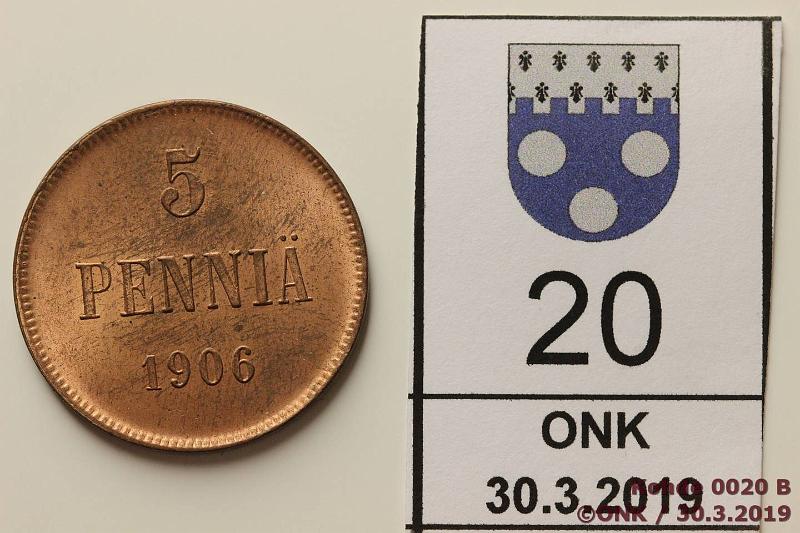 5
PENNIÄ
1906
20
ONK
30.3.2019
Kohde 0020 B
©ONK / 30.3.2019